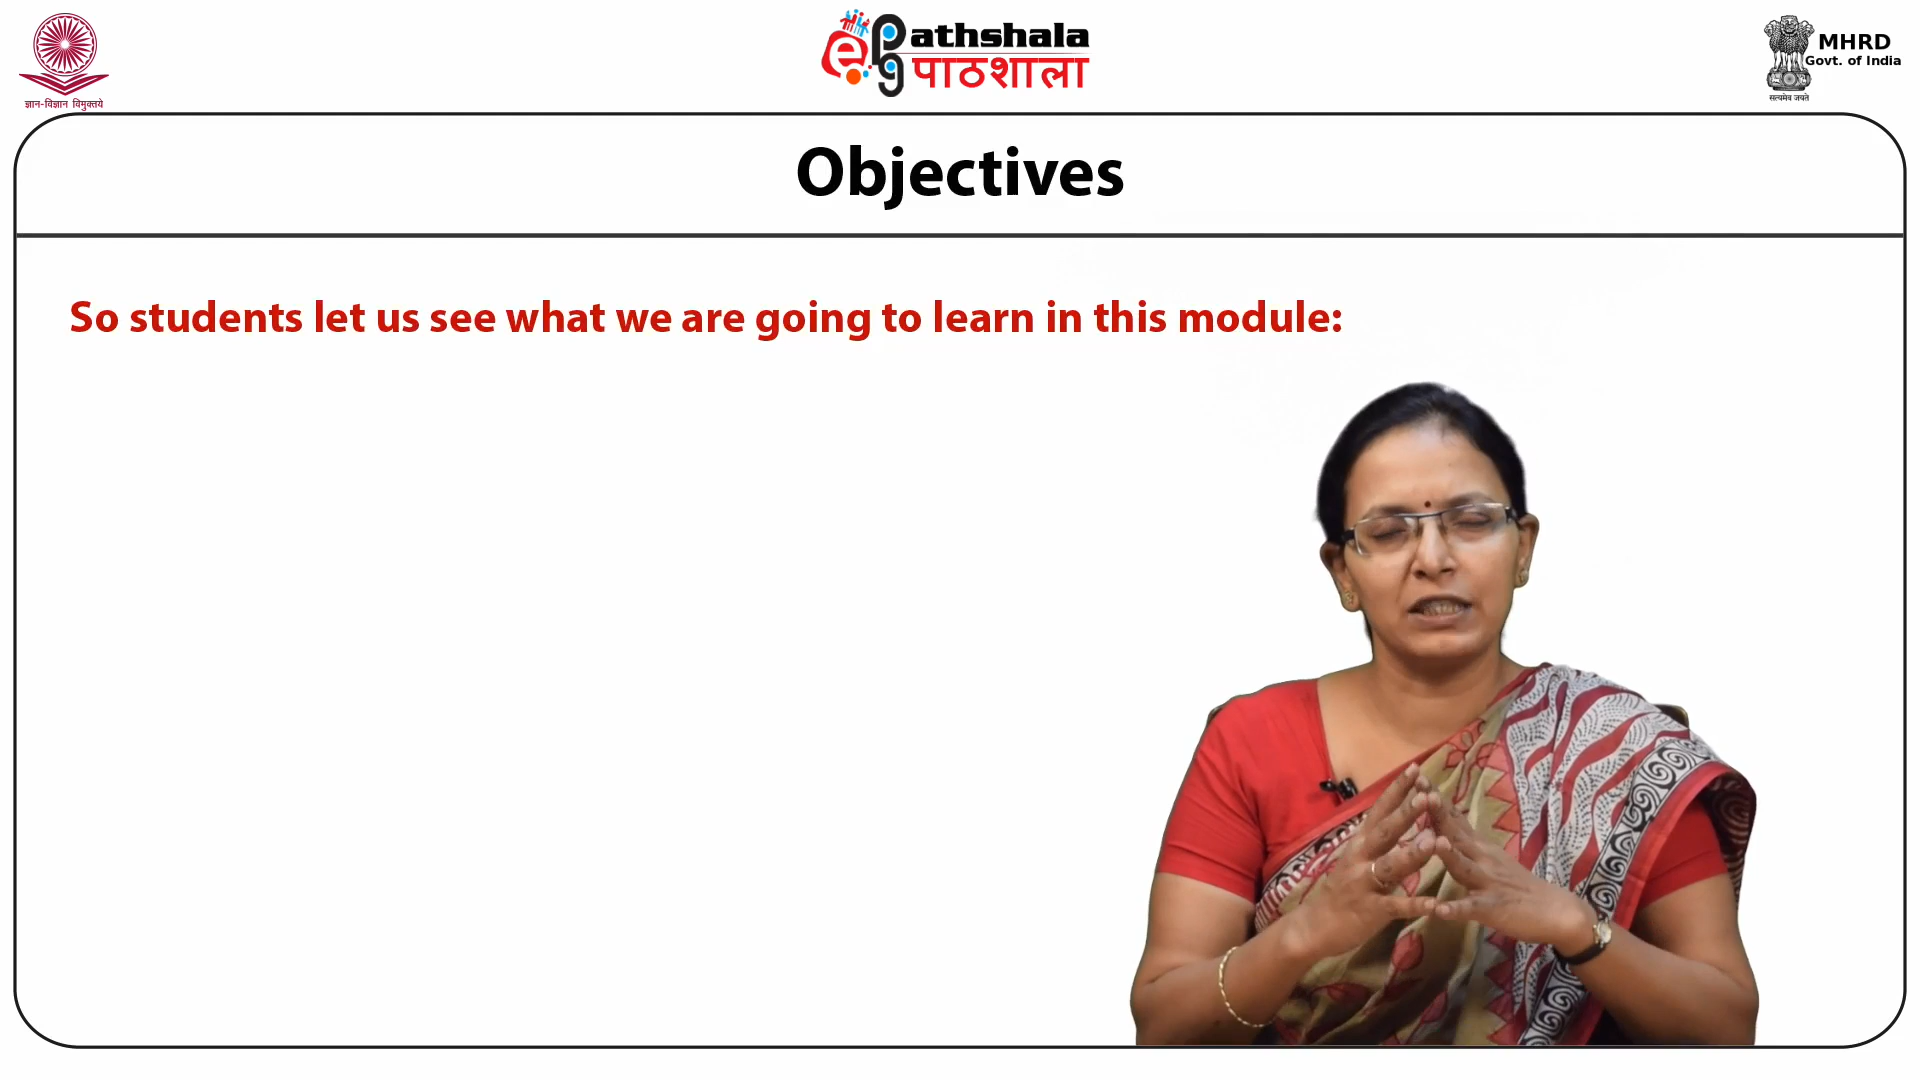 ज्ञान-विज्ञान विमुक्तये
ePathshala
पाठशाला
MHRD
Govt. of India
सत्यमेव जयते
Objectives
So students let us see what we are going to learn in this module: